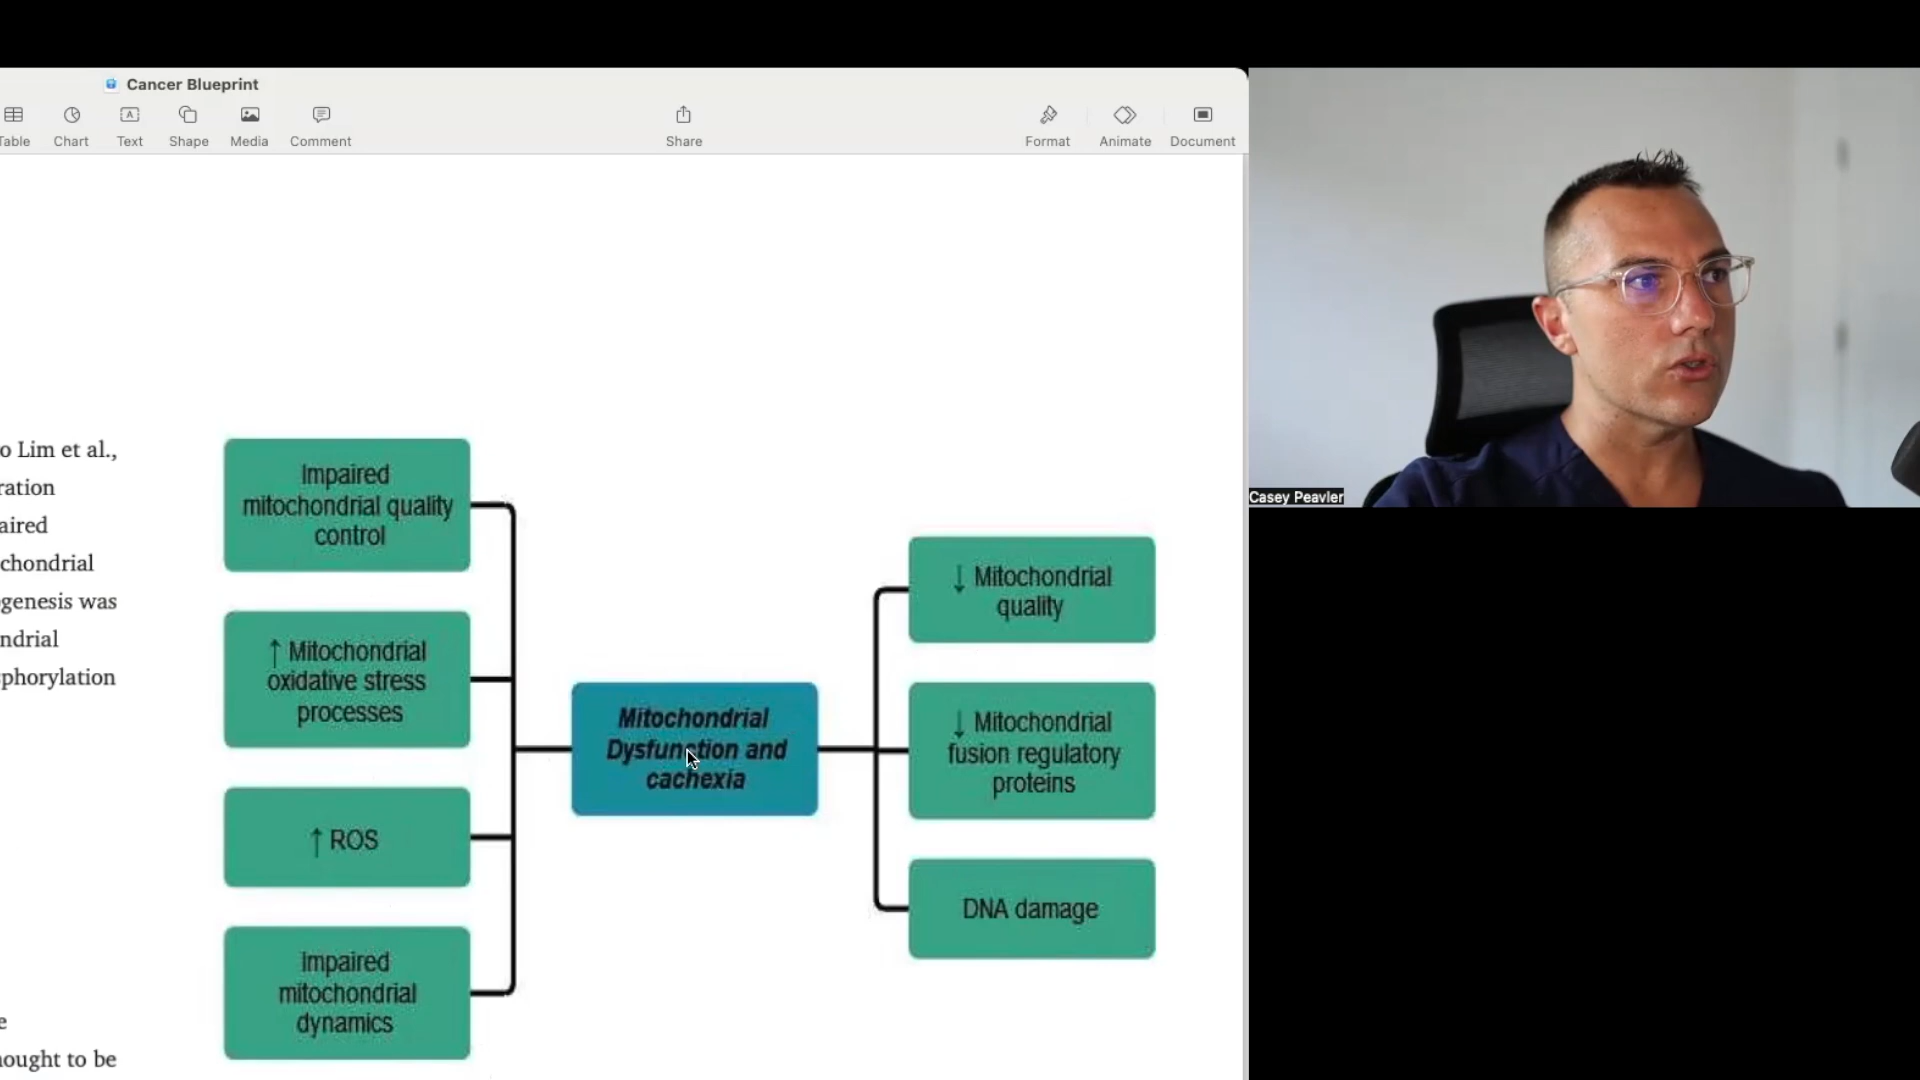 Cancer Blueprint
Table
Chart
Text
Shape
Media
Comment
Share
Format
Animate
Document
o Lim et al.,
ration
aired
chondrial
genesis was
ndrial
sphorylation
e
nought to be
Impaired
mitochondrial quality
control
↑ Mitochondrial
oxidative stress
processes
↑ ROS
Impaired
mitochondrial
dynamics
Mitochondrial
Dysfunction and
cachexia
↓ Mitochondrial
quality
↓ Mitochondrial
fusion regulatory
proteins
DNA damage
Casey Peavler